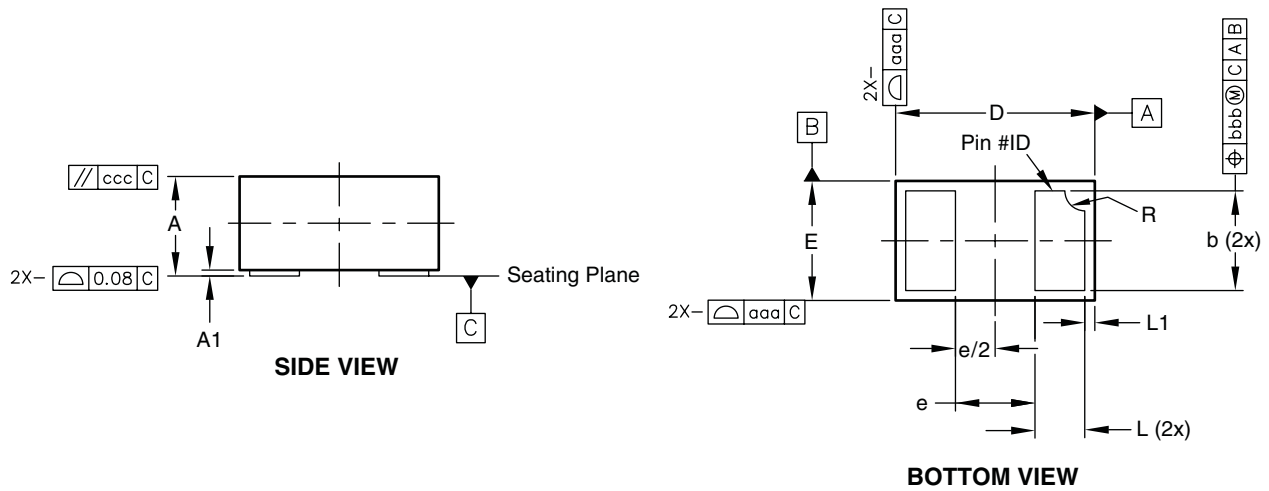 // ccc C
A
2X- ⌓ 0.08 C
A1
Seating Plane
C
SIDE VIEW
2X- ⌓ aaa C
D
A
B
Pin #ID
⌖ bbb Ⓜ C A B
E
R
b (2x)
2X- ⌓ aaa C
L1
e/2
e
L (2x)
BOTTOM VIEW